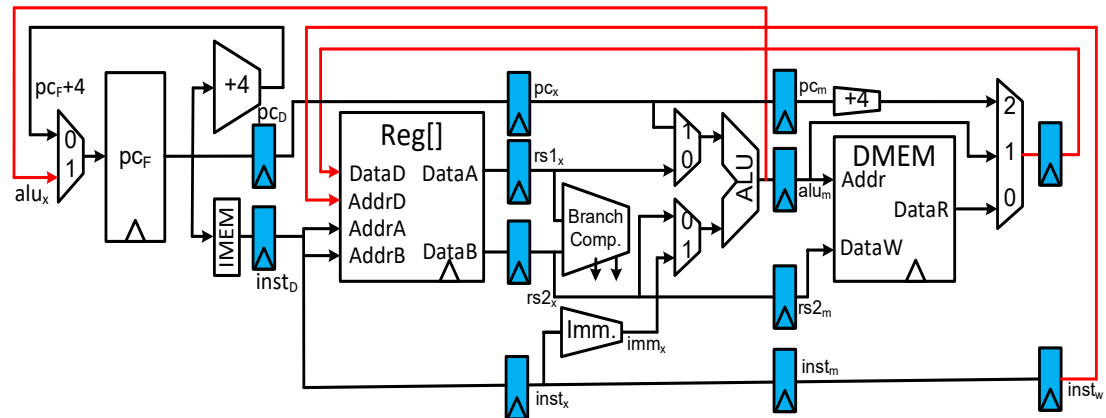 pcF+4
0
1
alux
pcF
+4
pcD
IMEM
instD
Reg[]
DataD
DataA
AddrD
AddrA
AddrB
DataB
pcx
rs1x
Branch
Comp.
rs2x
Imm.
immx
instx
1
0
0
1
ALU
pcm
+4
alum
DMEM
Addr
DataR
DataW
rs2m
instm
2
1
0
instw